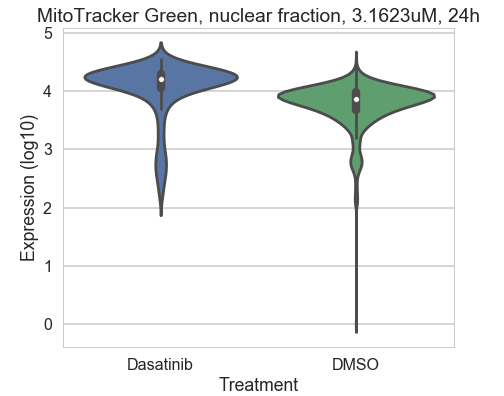 MitoTracker Green, nuclear fraction, 3.1623uM, 24h
5
4
3
2
1
0
Expression (log10)
Dasatinib
DMSO
Treatment